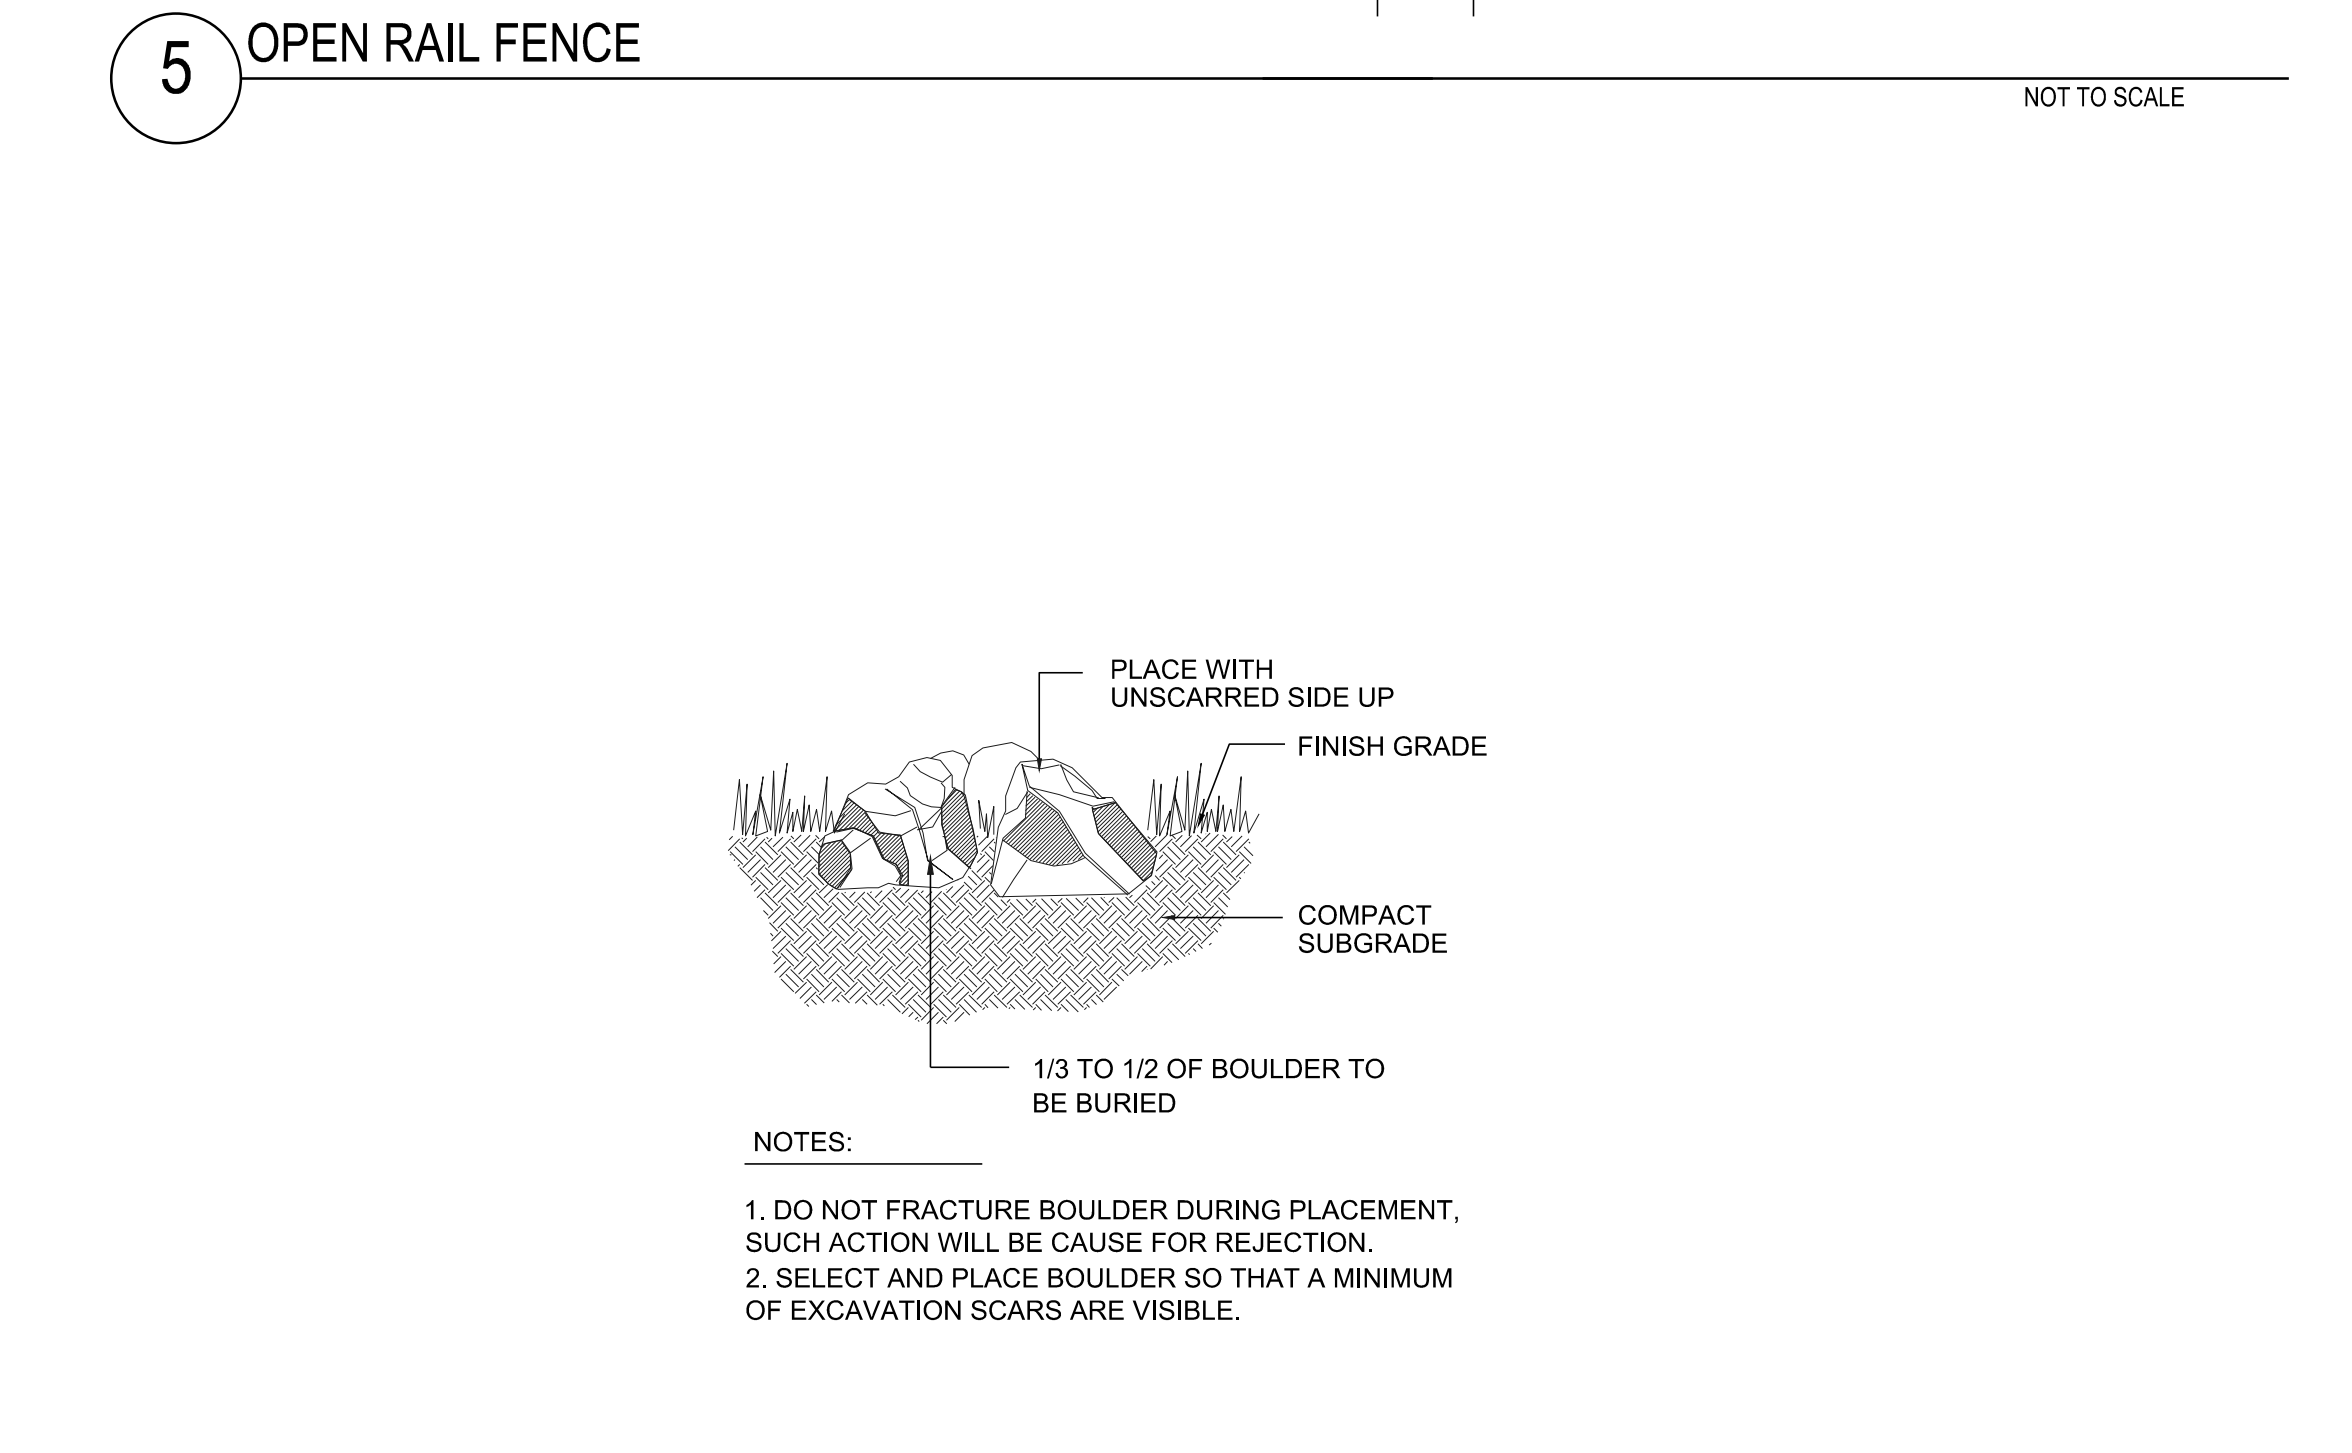 5
OPEN RAIL FENCE
NOT TO SCALE
PLACE WITH
UNSCARRED SIDE UP
FINISH GRADE
COMPACT
SUBGRADE
1/3 TO 1/2 OF BOULDER TO
BE BURIED
NOTES:
1. DO NOT FRACTURE BOULDER DURING PLACEMENT,
SUCH ACTION WILL BE CAUSE FOR REJECTION.
2. SELECT AND PLACE BOULDER SO THAT A MINIMUM
OF EXCAVATION SCARS ARE VISIBLE.